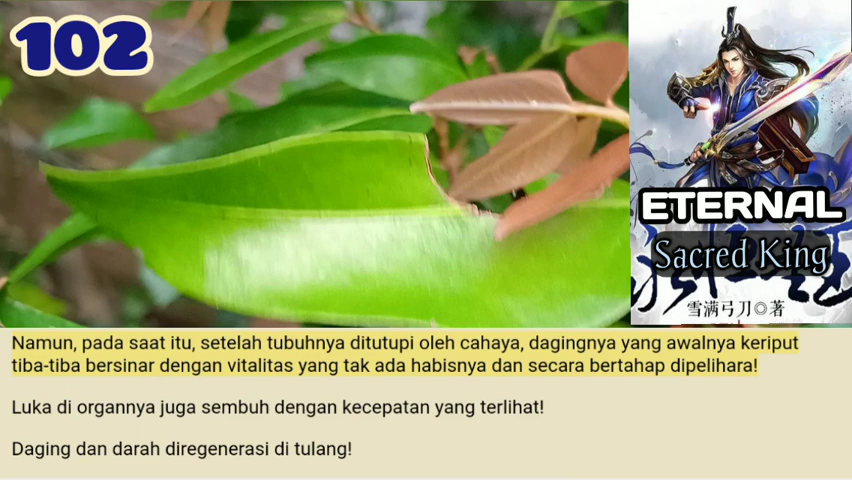 102
ETERNAL
Sacred King
雪满弓刀◎著
Namun, pada saat itu, setelah tubuhnya ditutupi oleh cahaya, dagingnya yang awalnya keriput
tiba-tiba bersinar dengan vitalitas yang tak ada habisnya dan secara bertahap dipelihara!
Luka di organnya juga sembuh dengan kecepatan yang terlihat!
Daging dan darah diregenerasi di tulang!